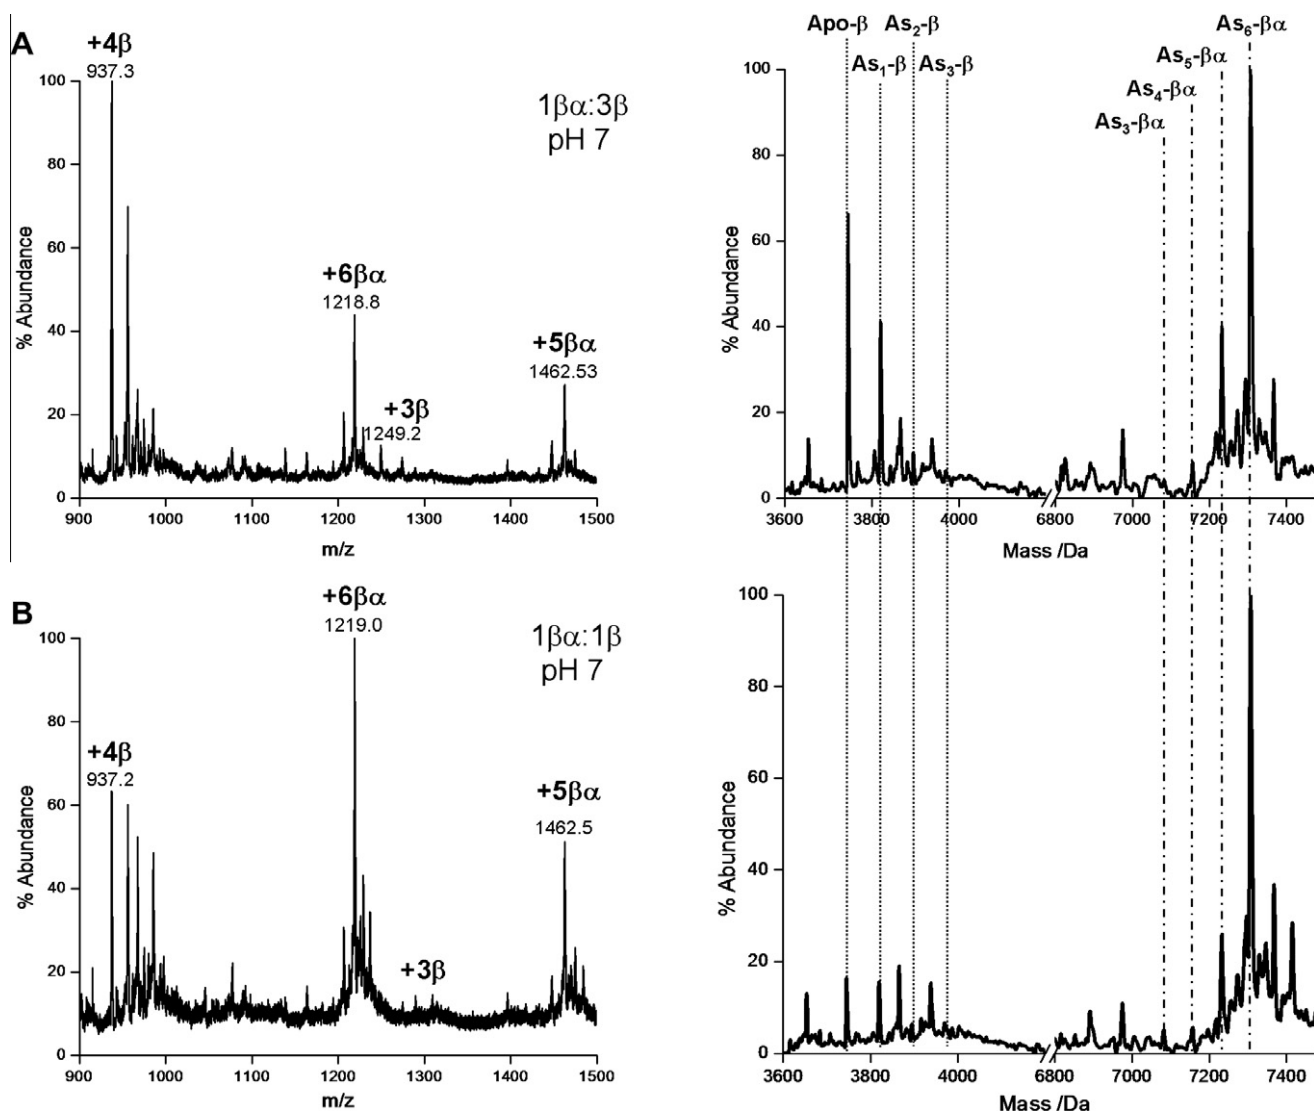 A
+4β
937.3
1βα:3β
pH 7
+6βα
1218.8
+3β
1249.2
+5βα
1462.53
100
80
60
40
20
0
% Abundance
900 1000 1100 1200 1300 1400 1500
m/z
Apo-β As₂-β As₆-βα
As₁-β As₃-β As₅-βα
As₄-βα
As₃-βα
100
80
60
40
20
0
% Abundance
3600 3800 4000 6800 7000 7200 7400
Mass /Da
B
+6βα
1219.0
1βα:1β
pH 7
+4β
937.2
+5βα
1462.5
+3β
100
80
60
40
20
0
% Abundance
900 1000 1100 1200 1300 1400 1500
m/z
100
80
60
40
20
0
% Abundance
3600 3800 4000 6800 7000 7200 7400
Mass /Da